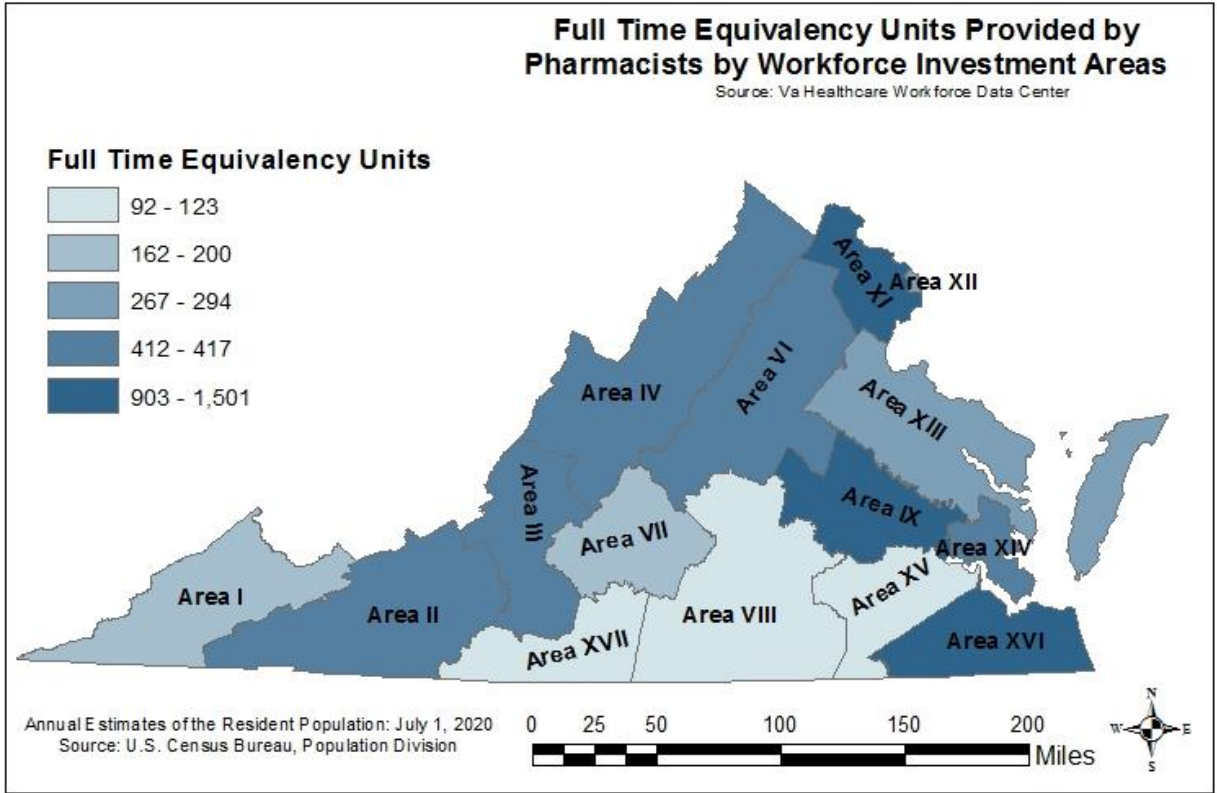 Full Time Equivalency Units Provided by
Pharmacists by Workforce Investment Areas
Source: Va Healthcare Workforce Data Center
Full Time Equivalency Units
92 - 123
162 - 200
267 - 294
412 - 417
903 - 1,501
Area XI
Area XII
Area IV
Area VI
Area XIII
Area III
Area VII
Area IX
Area XIV
Area I
Area II
Area XVII
Area VIII
Area XV
Area XVI
Annual Estimates of the Resident Population: July 1, 2020
Source: U.S. Census Bureau, Population Division
0 25 50 100 150 200
Miles
N
W E
S